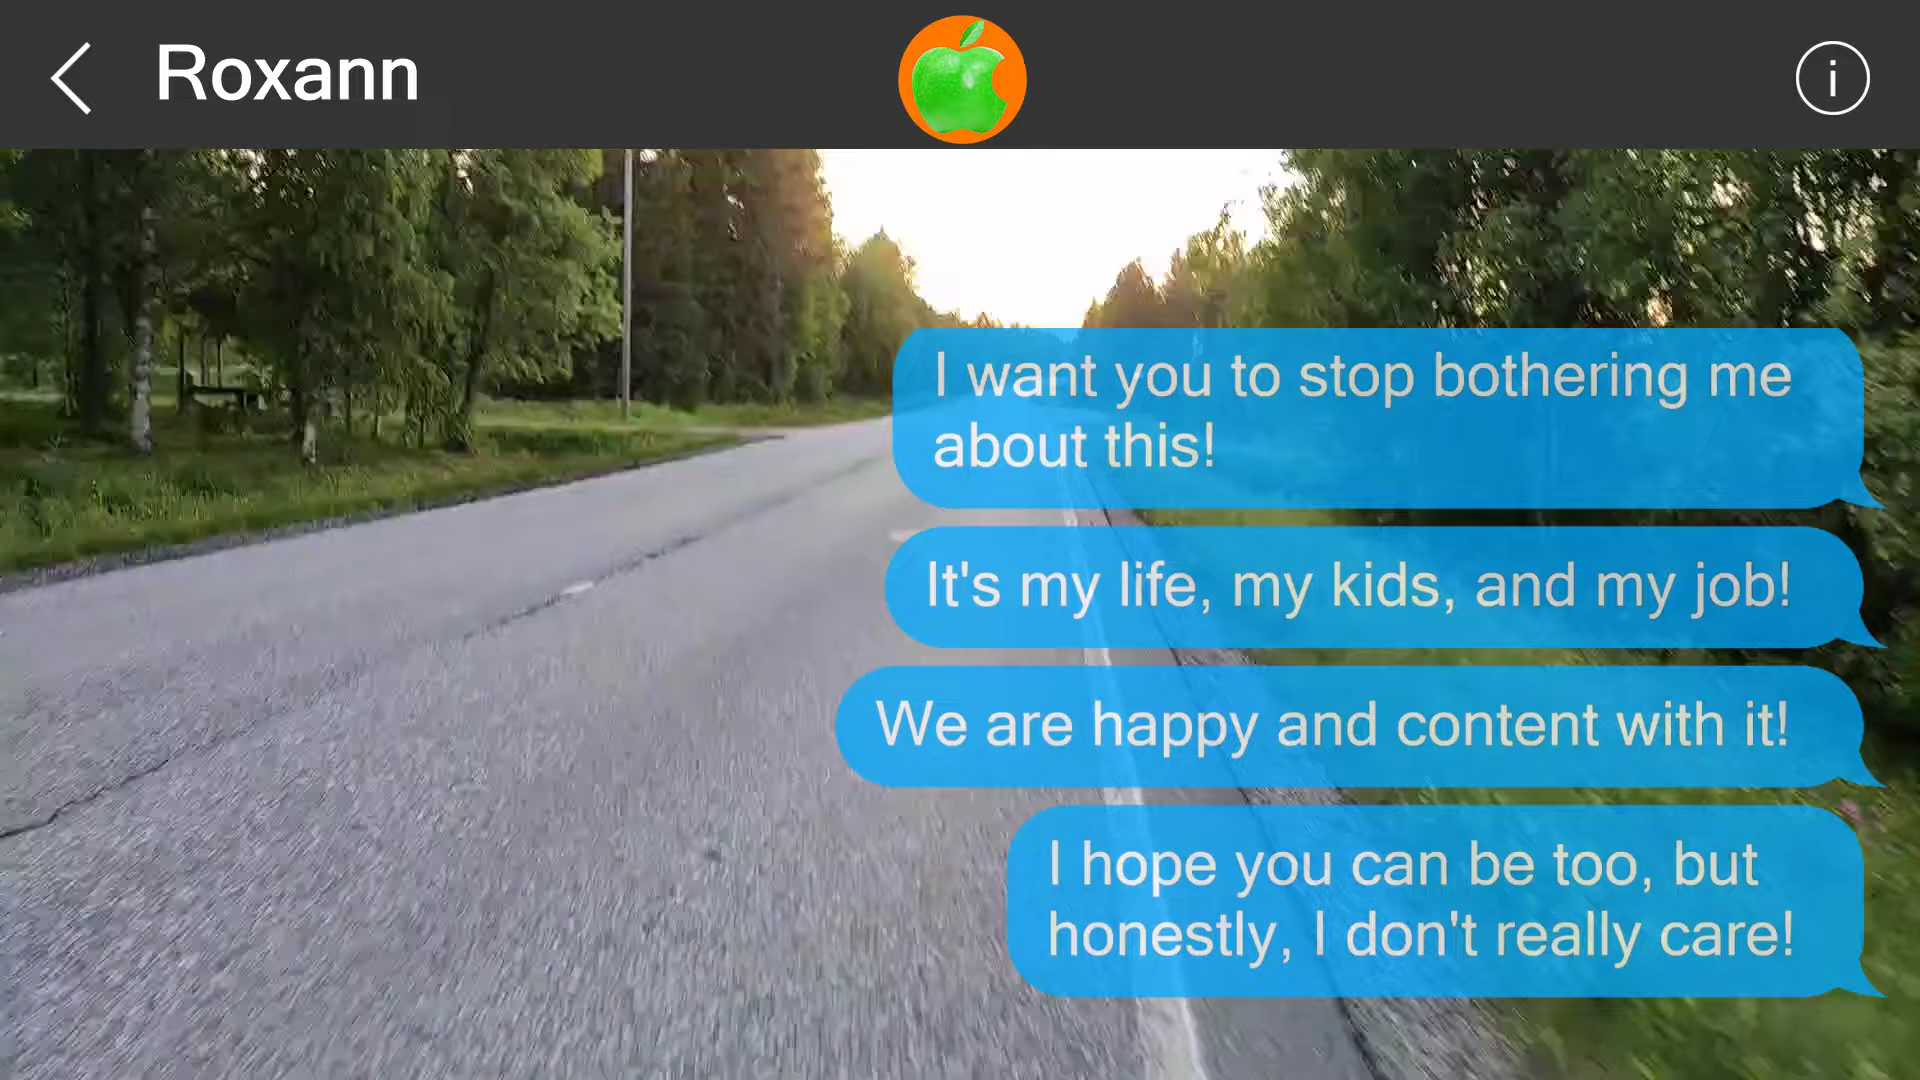 Roxann
I want you to stop bothering me
about this!
It's my life, my kids, and my job!
We are happy and content with it!
I hope you can be too, but
honestly, I don't really care!